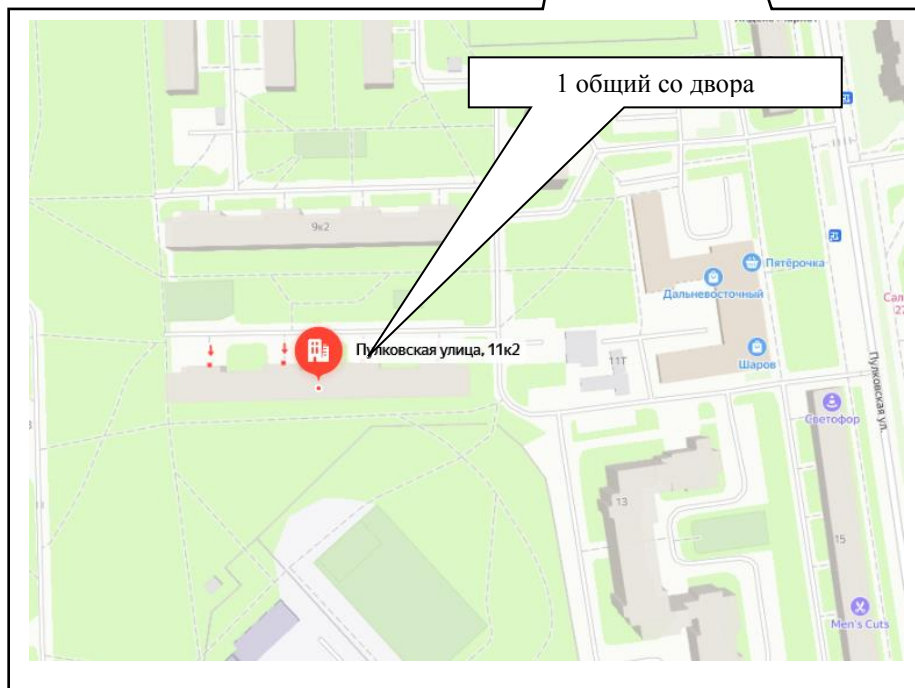 1 общий со двора
9к2
Пятёрочка
Дальневосточный
Пулковская улица, 11к2
11Т
Шаров
Пулковская ул.
Светофор
13
15
Men's Cuts